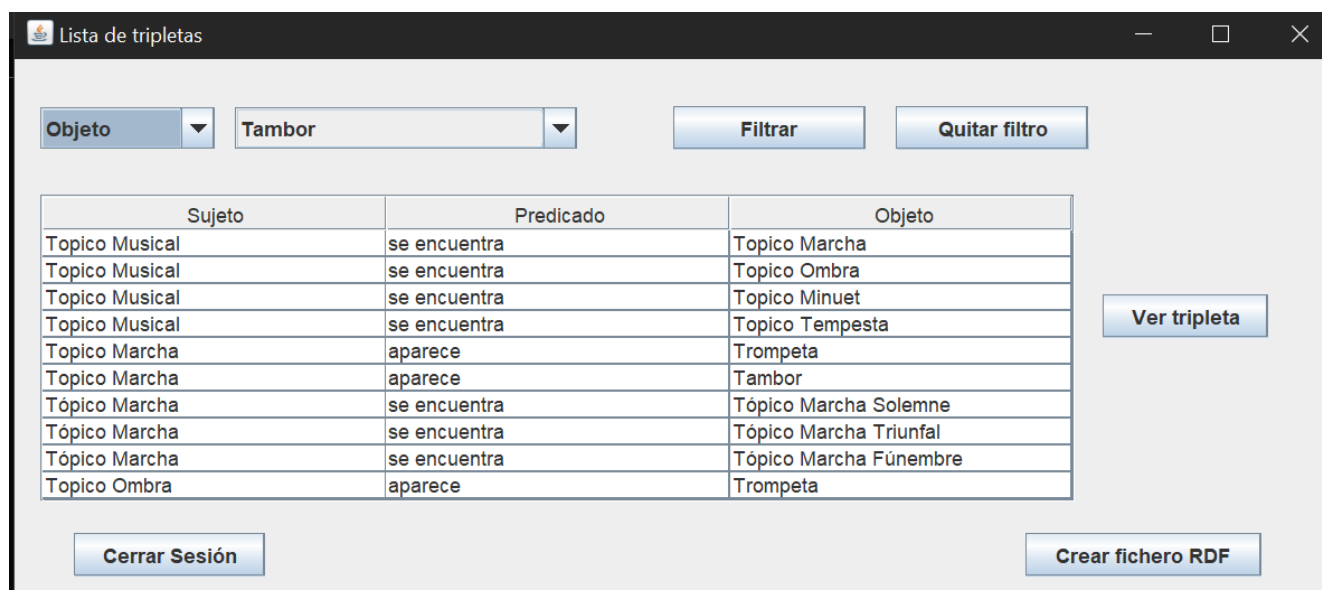 Lista de tripletas
Objeto Tambor Filtrar Quitar filtro
Sujeto Predicado Objeto
Topico Musical se encuentra Topico Marcha
Topico Musical se encuentra Topico Ombra
Topico Musical se encuentra Topico Minuet
Topico Musical se encuentra Topico Tempesta
Ver tripleta
Topico Marcha aparece Trompeta
Topico Marcha aparece Tambor
Tópico Marcha se encuentra Tópico Marcha Solemne
Tópico Marcha se encuentra Tópico Marcha Triunfal
Tópico Marcha se encuentra Tópico Marcha Fúnembre
Topico Ombra aparece Trompeta
Cerrar Sesión Crear fichero RDF